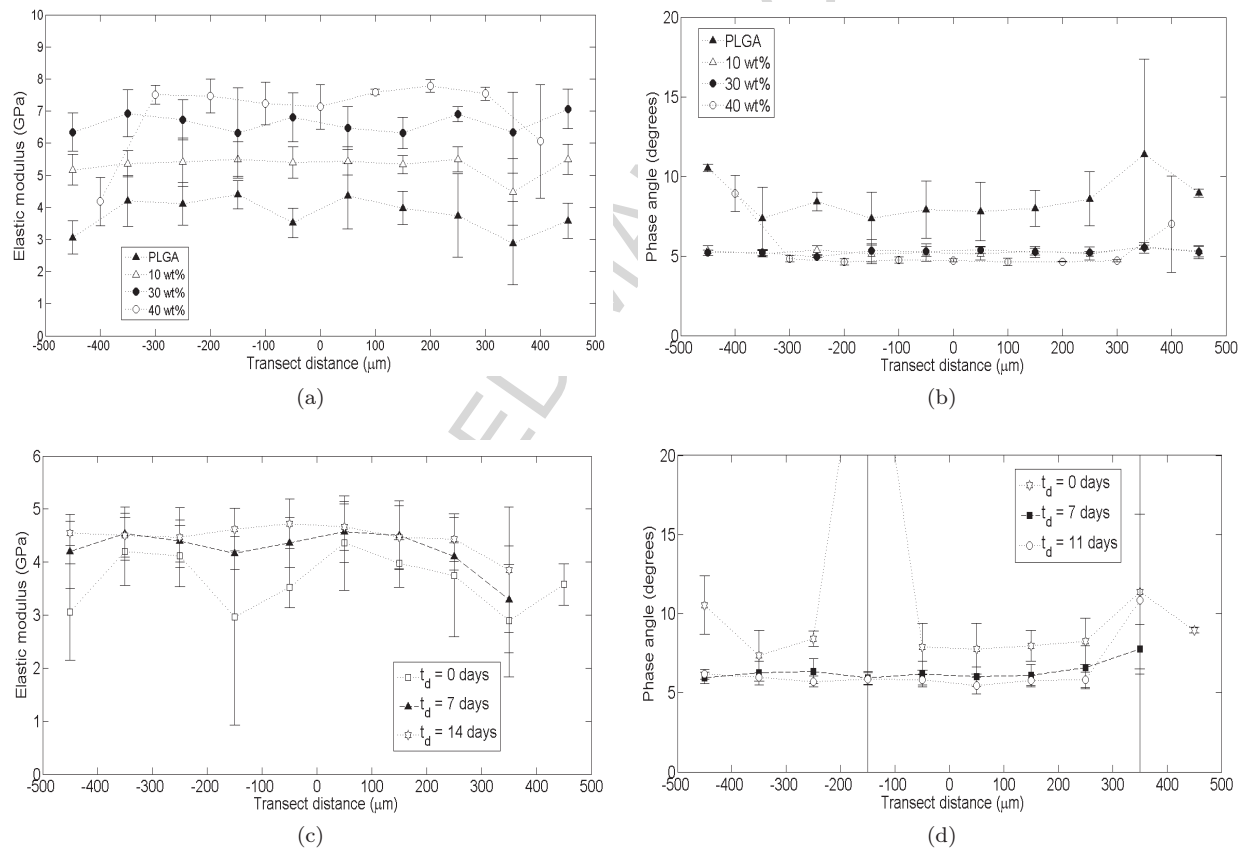 10
9
8
7
6
5
4
3
2
1
0
Elastic modulus (GPa)
PLGA
10 wt%
30 wt%
40 wt%
-500 -400 -300 -200 -100 0 100 200 300 400 500
Transect distance (μm)
(a)
20
15
10
5
0
Phase angle (degrees)
PLGA
10 wt%
30 wt%
40 wt%
-500 -400 -300 -200 -100 0 100 200 300 400 500
Transect distance (μm)
(b)
6
5
4
3
2
1
0
Elastic modulus (GPa)
t_d = 0 days
t_d = 7 days
t_d = 14 days
-500 -400 -300 -200 -100 0 100 200 300 400 500
Transect distance (μm)
(c)
20
15
10
5
0
Phase angle (degrees)
t_d = 0 days
t_d = 7 days
t_d = 11 days
-500 -400 -300 -200 -100 0 100 200 300 400 500
Transect distance (μm)
(d)